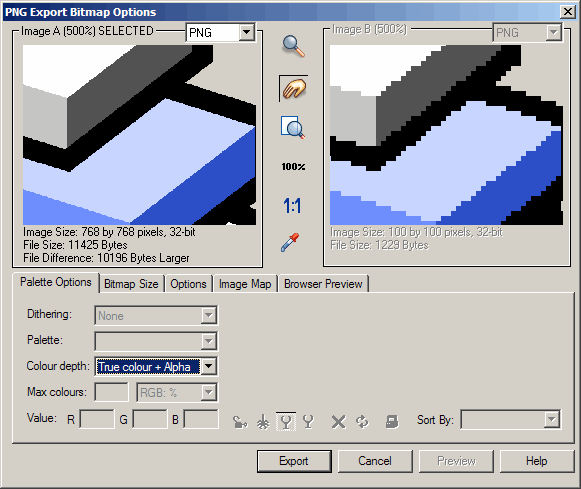 PNG Export Bitmap Options
Image A (500%) SELECTED
PNG
Image B (500%)
PNG
100%
1:1
Image Size: 768 by 768 pixels, 32-bit
File Size: 11425 Bytes
File Difference: 10196 Bytes Larger
Image Size: 100 by 100 pixels, 32-bit
File Size: 1229 Bytes
Palette Options
Bitmap Size
Options
Image Map
Browser Preview
Dithering:
None
Palette:
Colour depth:
True colour + Alpha
Max colours:
RGB: %
Value:
R
G
B
Sort By:
Export
Cancel
Preview
Help